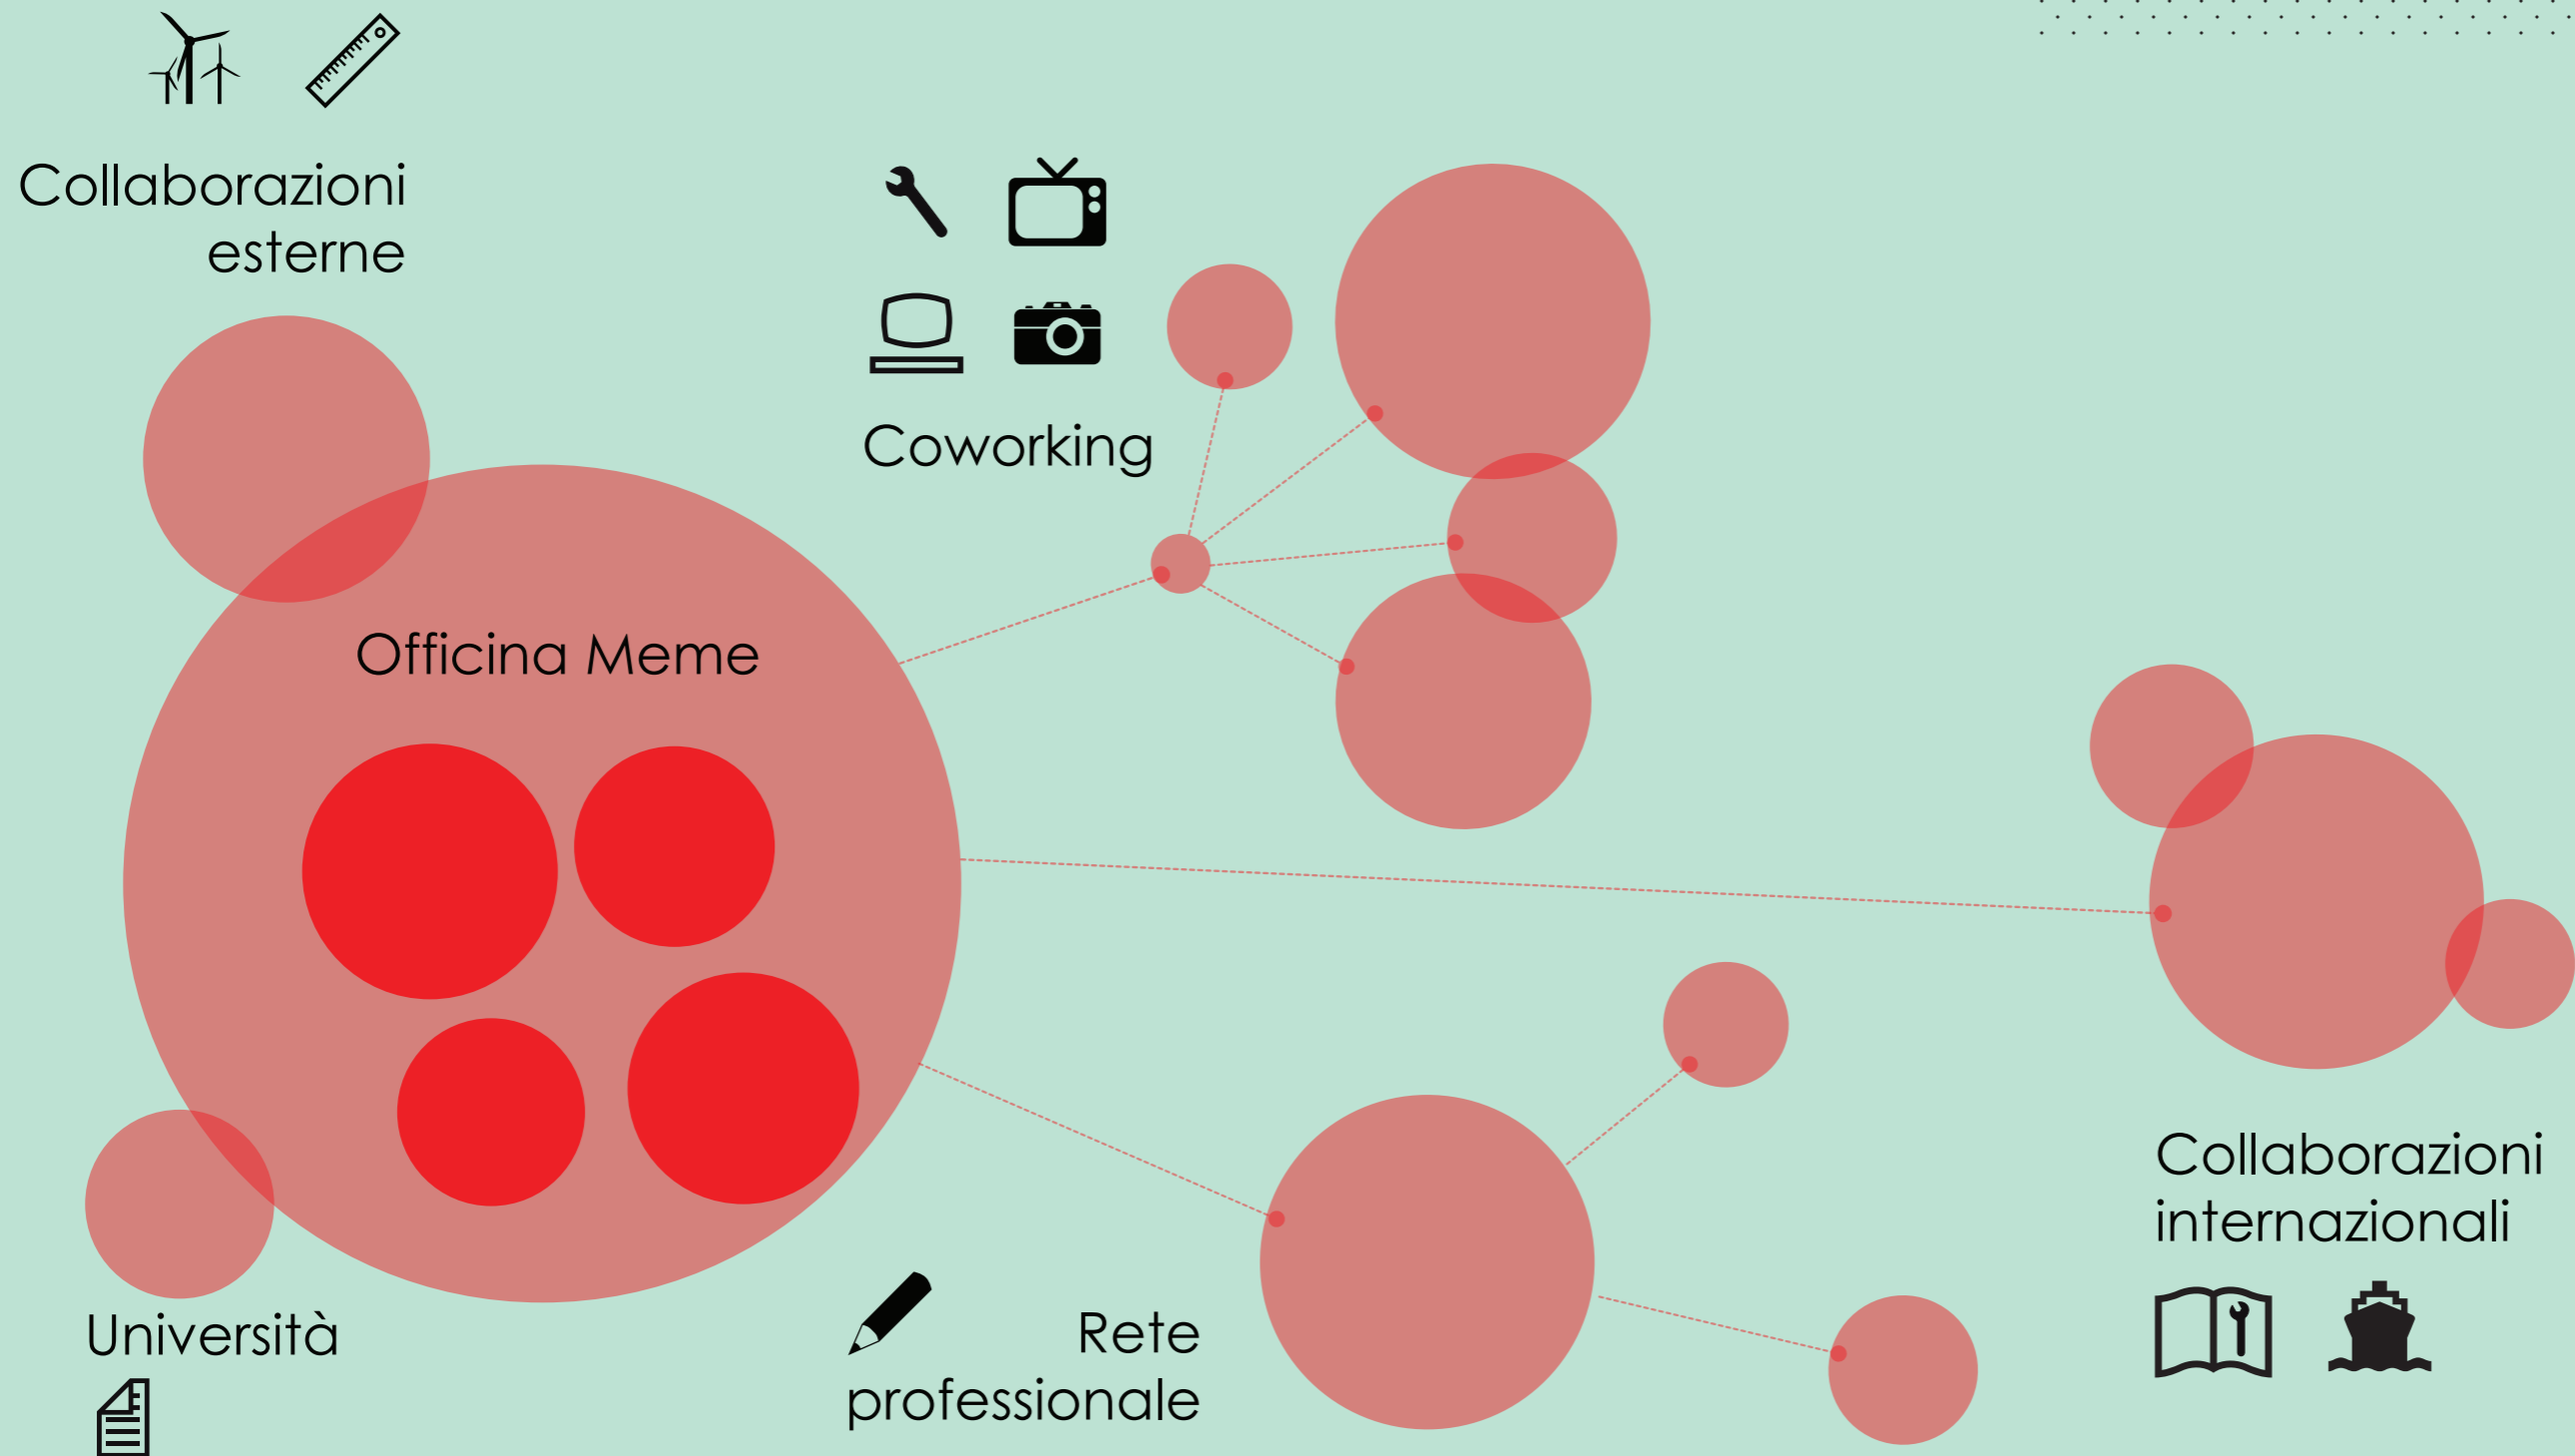 Collaborazioni
esterne
Coworking
Officina Meme
Collaborazioni
internazionali
Università
Rete
professionale